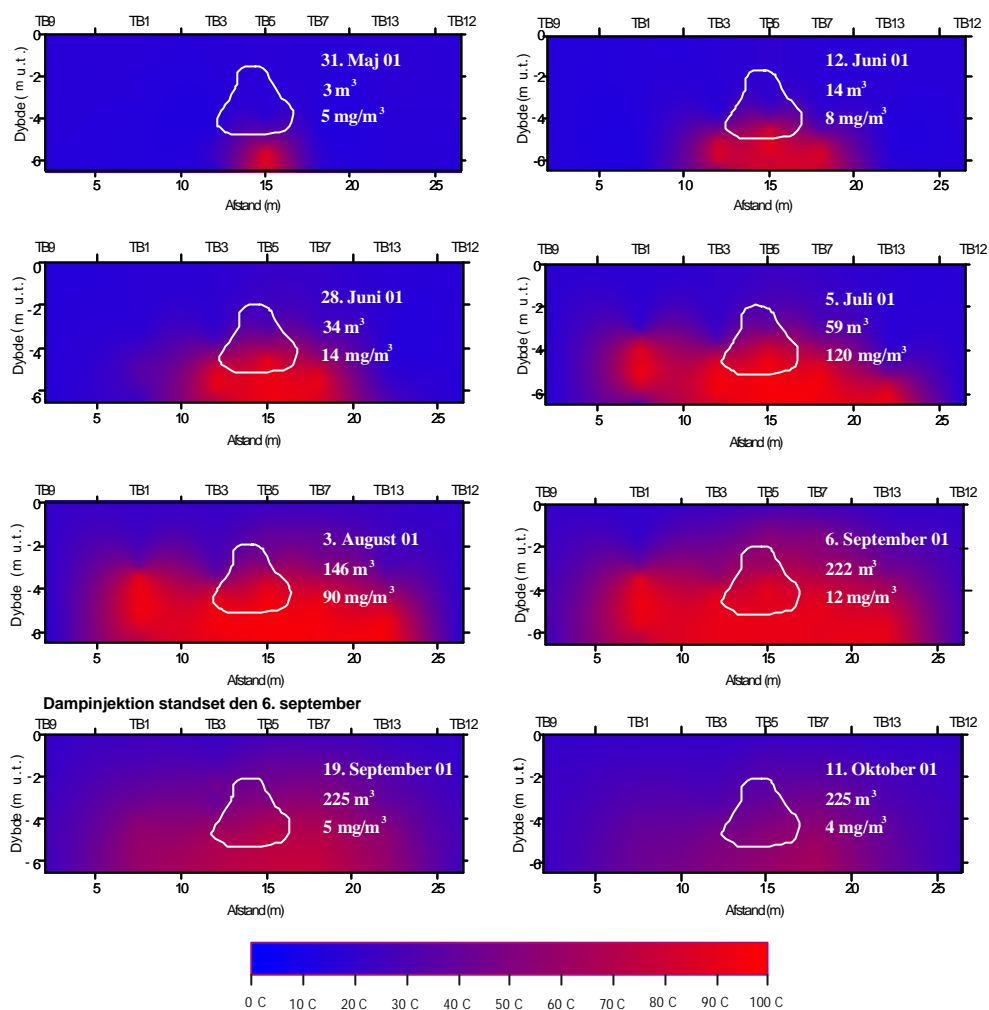 TB9 TB1 TB3 TB5 TB7 TB13 TB12
0
-2
-4
-6
Dybde ( m u.t.)
31. Maj 01
3 m³
5 mg/m³
5 10 15 20 25
Afstand (m)
TB9 TB1 TB3 TB5 TB7 TB13 TB12
0
-2
-4
-6
Dybde ( m u.t.)
12. Juni 01
14 m³
8 mg/m³
5 10 15 20 25
Afstand (m)
TB9 TB1 TB3 TB5 TB7 TB13 TB12
0
-2
-4
-6
Dybde ( m u.t.)
28. Juni 01
34 m³
14 mg/m³
5 10 15 20 25
Afstand (m)
TB9 TB1 TB3 TB5 TB7 TB13 TB12
0
-2
-4
-6
Dybde ( m u.t.)
5. Juli 01
59 m³
120 mg/m³
5 10 15 20 25
Afstand (m)
TB9 TB1 TB3 TB5 TB7 TB13 TB12
0
-2
-4
-6
Dybde (m u.t.)
3. August 01
146 m³
90 mg/m³
5 10 15 20 25
Afstand (m)
TB9 TB1 TB3 TB5 TB7 TB13 TB12
0
-2
-4
-6
Dybde (m u.t.)
6. September 01
222 m³
12 mg/m³
5 10 15 20 25
Afstand (m)
Dampinjektion standset den 6. september
TB9 TB1 TB3 TB5 TB7 TB13 TB12
0
-2
-4
-6
Dybde (m u.t.)
19. September 01
225 m³
5 mg/m³
5 10 15 20 25
Afstand (m)
TB9 TB1 TB3 TB5 TB7 TB13 TB12
0
-2
-4
-6
Dybde (m u.t.)
11. Oktober 01
225 m³
4 mg/m³
5 10 15 20 25
Afstand (m)
0 C 10 C 20 C 30 C 40 C 50 C 60 C 70 C 80 C 90 C 100 C